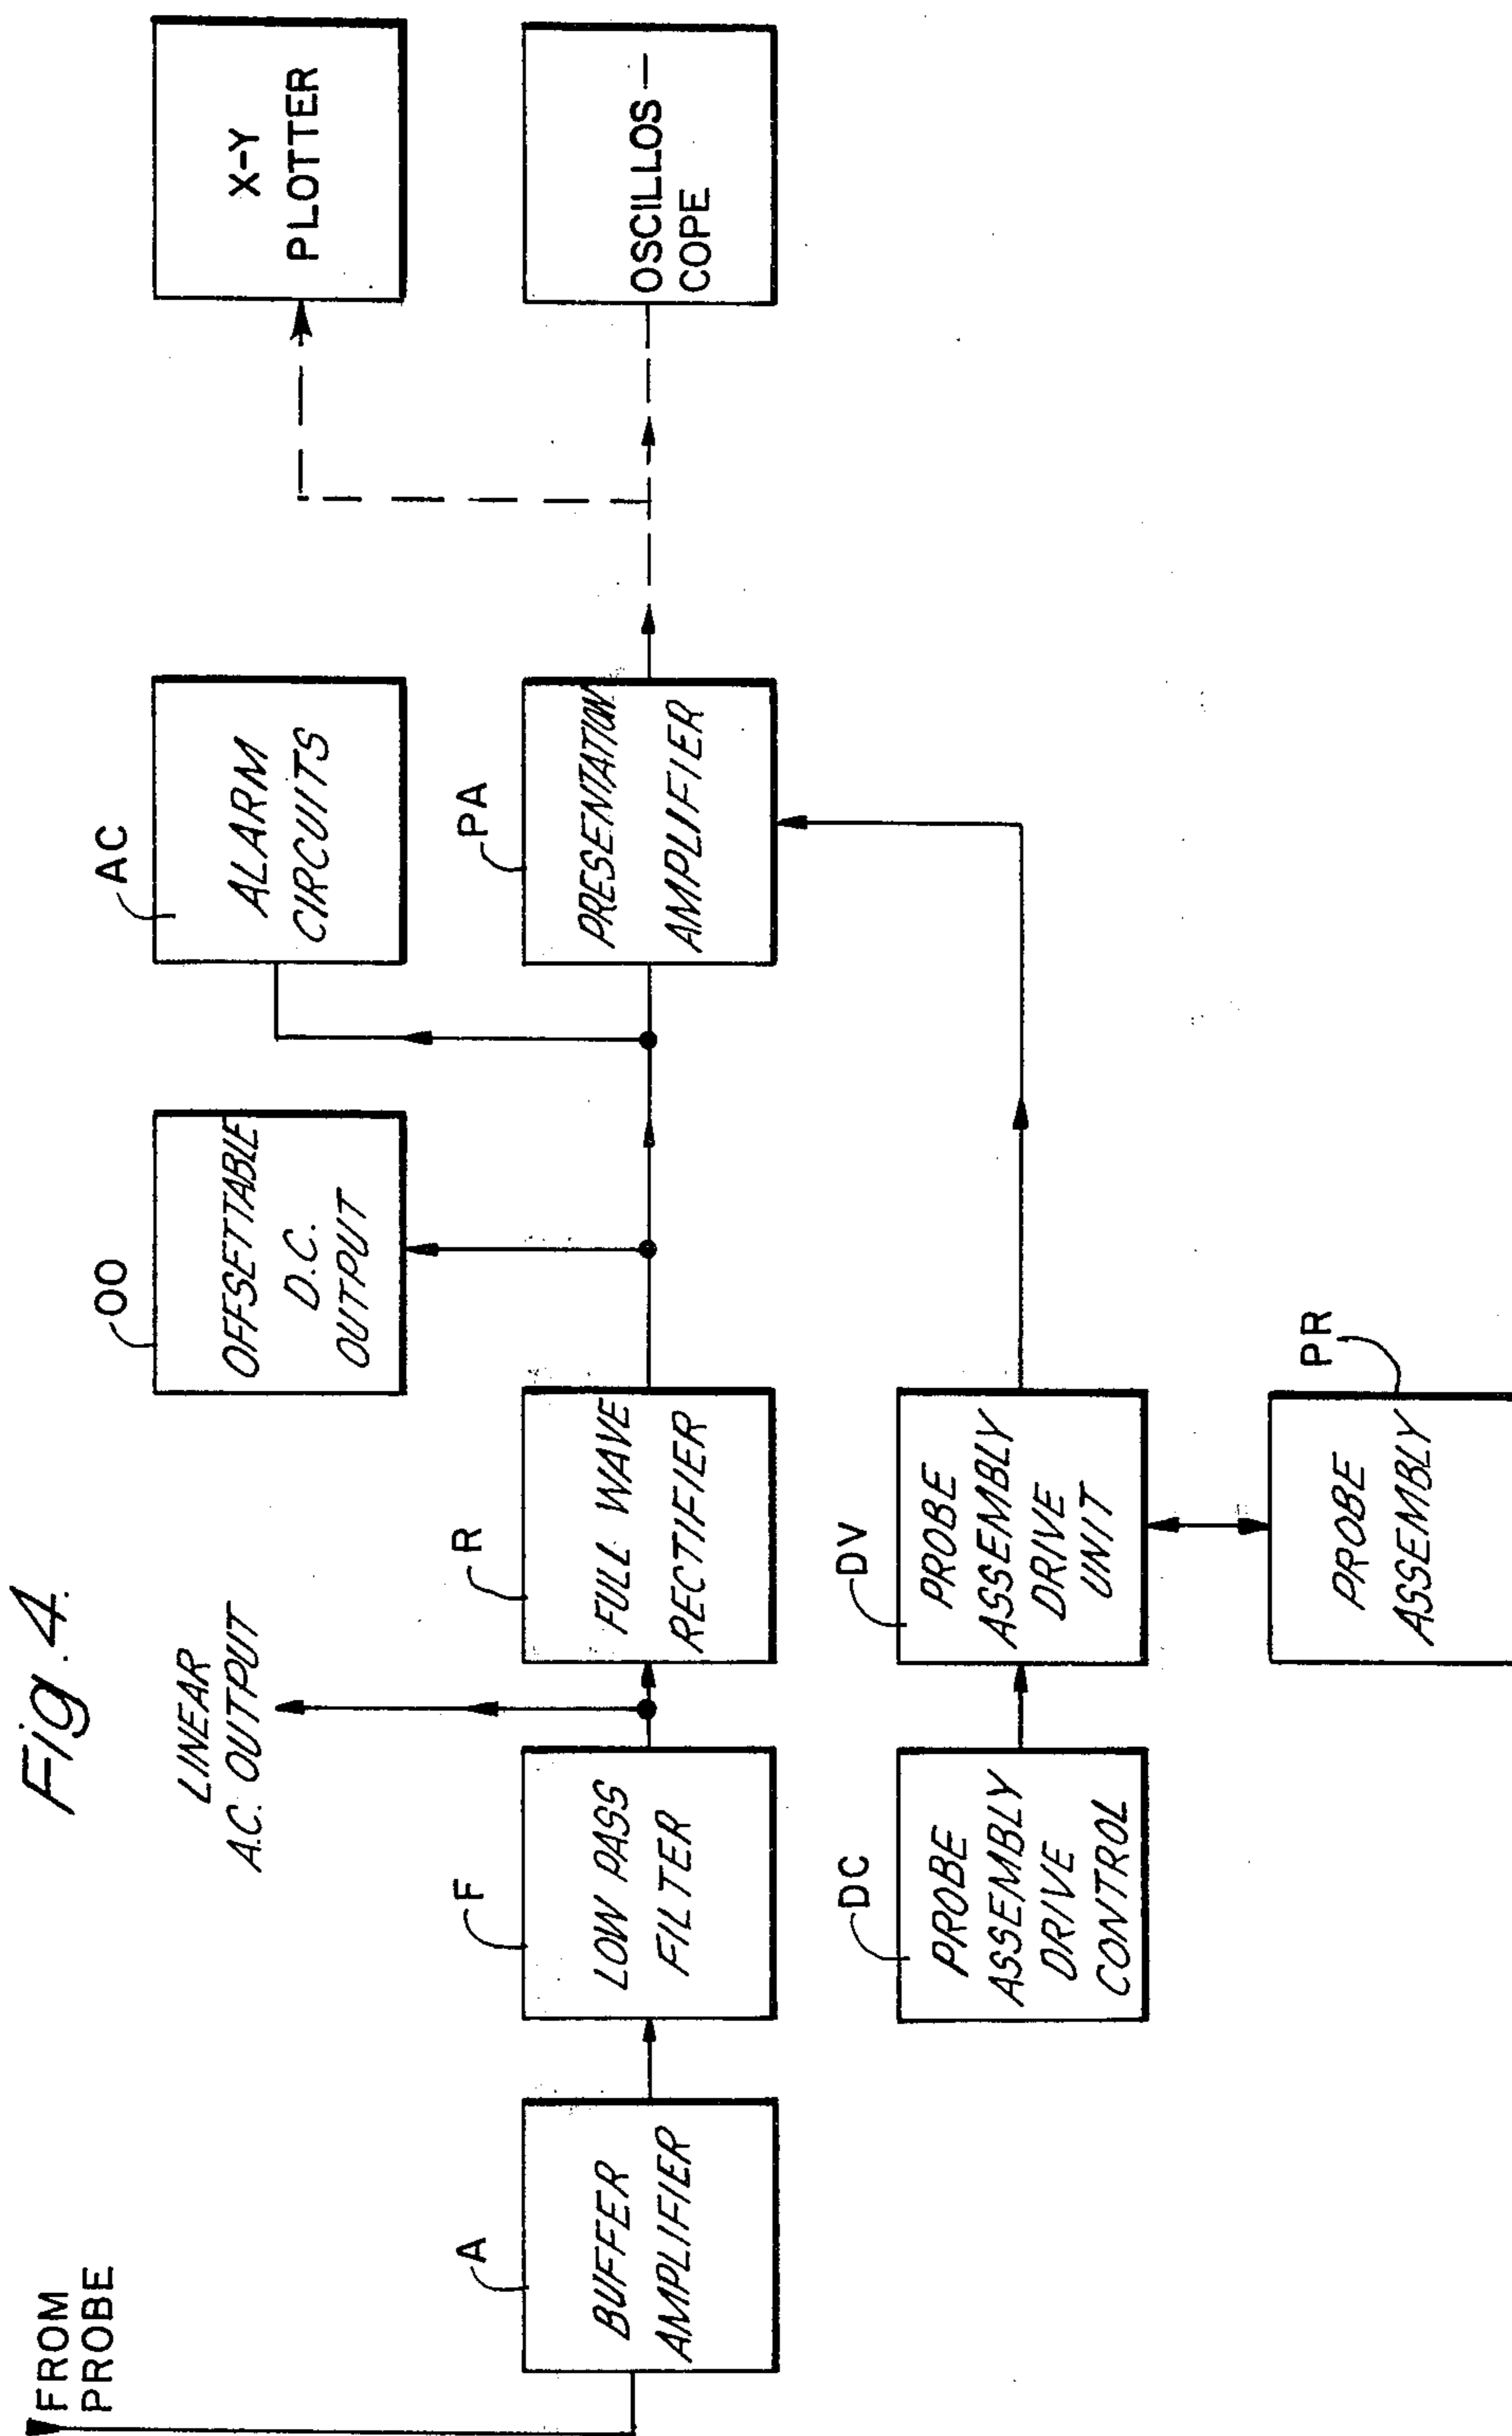 Fig. 4.
FROM
PROBE
LINEAR
A.C. OUTPUT
OO
OFFSETTABLE
D.C.
OUTPUT
AC
ALARM
CIRCUITS
X-Y
PLOTTER
A
BUFFER
AMPLIFIER
F
LOW PASS
FILTER
R
FULL WAVE
RECTIFIER
PA
PRESENTATION
AMPLIFIER
OSCILLOS-
COPE
DC
PROBE
ASSEMBLY
DRIVE
CONTROL
DV
PROBE
ASSEMBLY
DRIVE
UNIT
PR
PROBE
ASSEMBLY